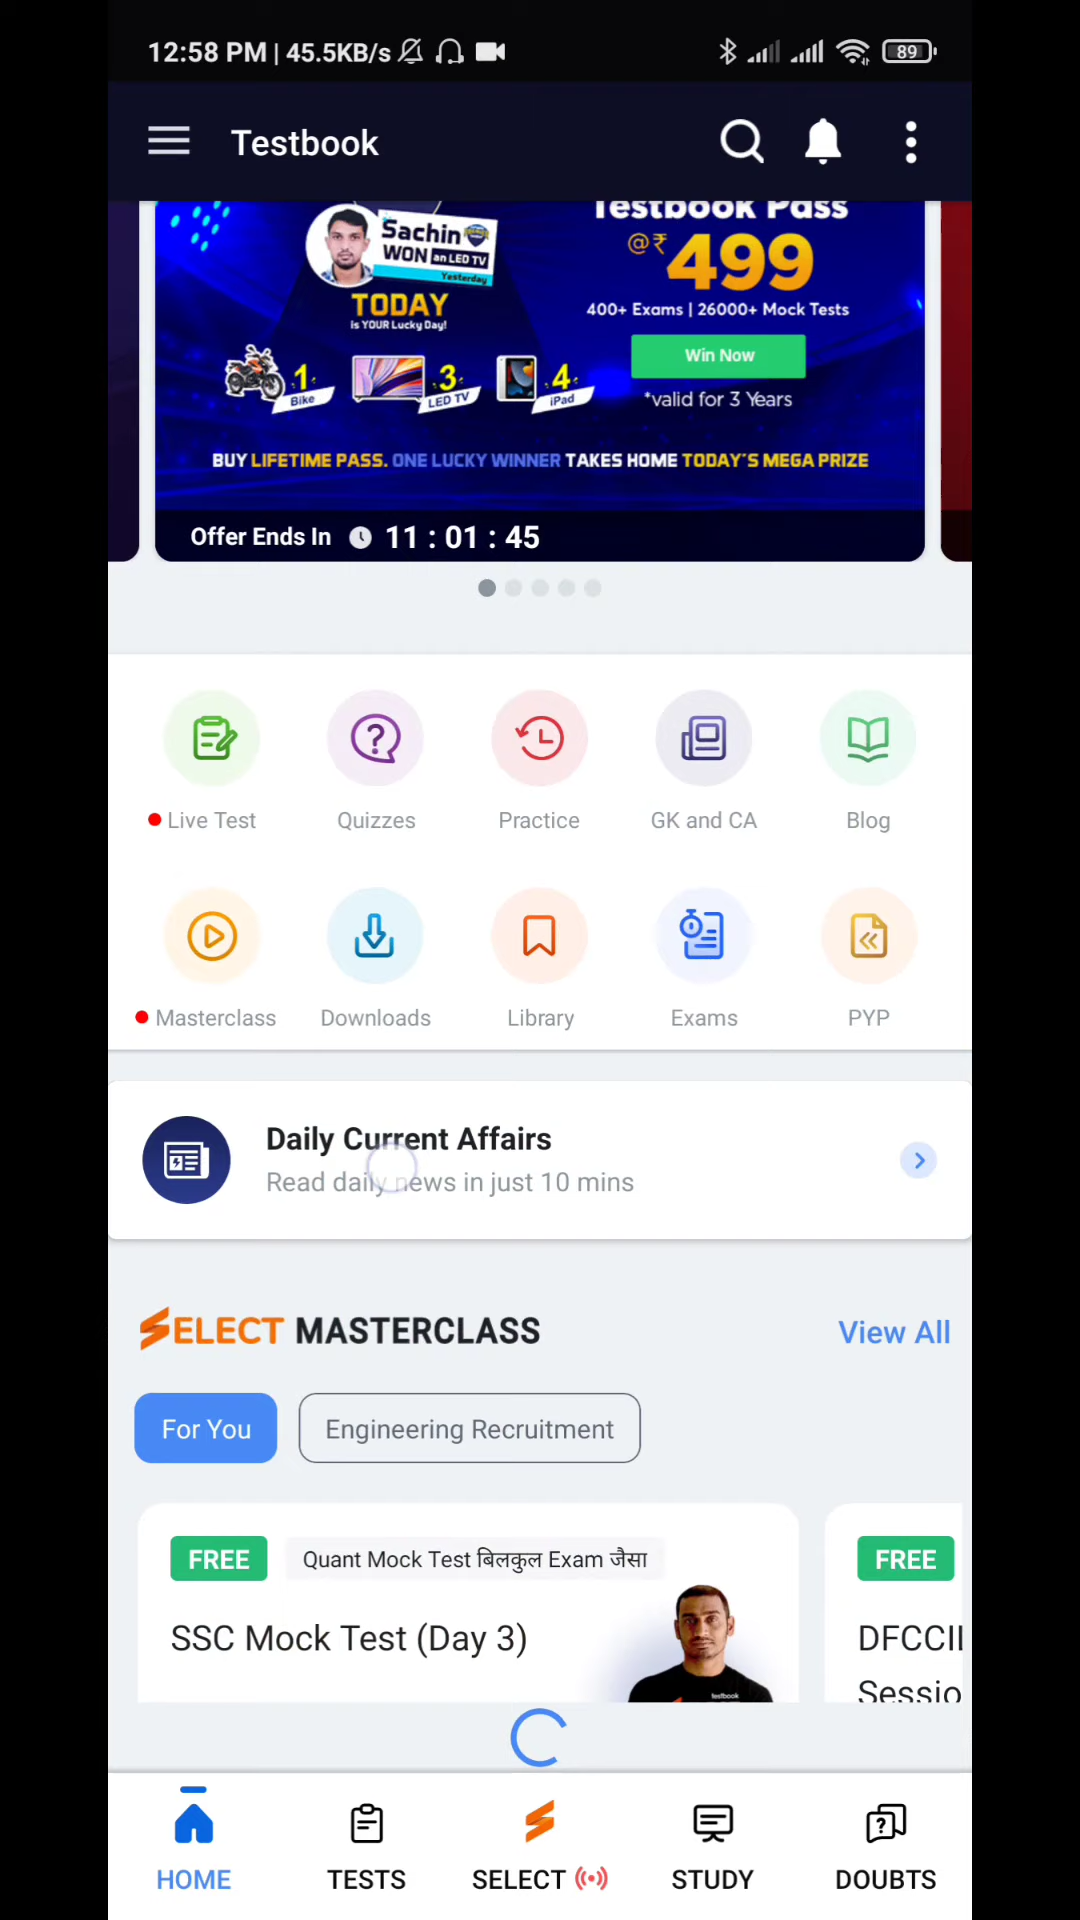 12:58 PM | 45.5KB/s
89
Testbook
Testbook Pass
Sachin
WON an LED TV
Yesterday
@₹499
TODAY
is YOUR Lucky Day!
400+ Exams | 26000+ Mock Tests
Win Now
1 Bike
3 LED TV
4 iPad
*valid for 3 Years
BUY LIFETIME PASS. ONE LUCKY WINNER TAKES HOME TODAY'S MEGA PRIZE
Offer Ends In 11 : 01 : 45
Live Test
Quizzes
Practice
GK and CA
Blog
Masterclass
Downloads
Library
Exams
PYP
Daily Current Affairs
Read daily news in just 10 mins
SELECT MASTERCLASS
View All
For You
Engineering Recruitment
FREE
Quant Mock Test बिलकुल Exam जैसा
FREE
SSC Mock Test (Day 3)
DFCCIL
Sessio
testbook
HOME
TESTS
SELECT
STUDY
DOUBTS